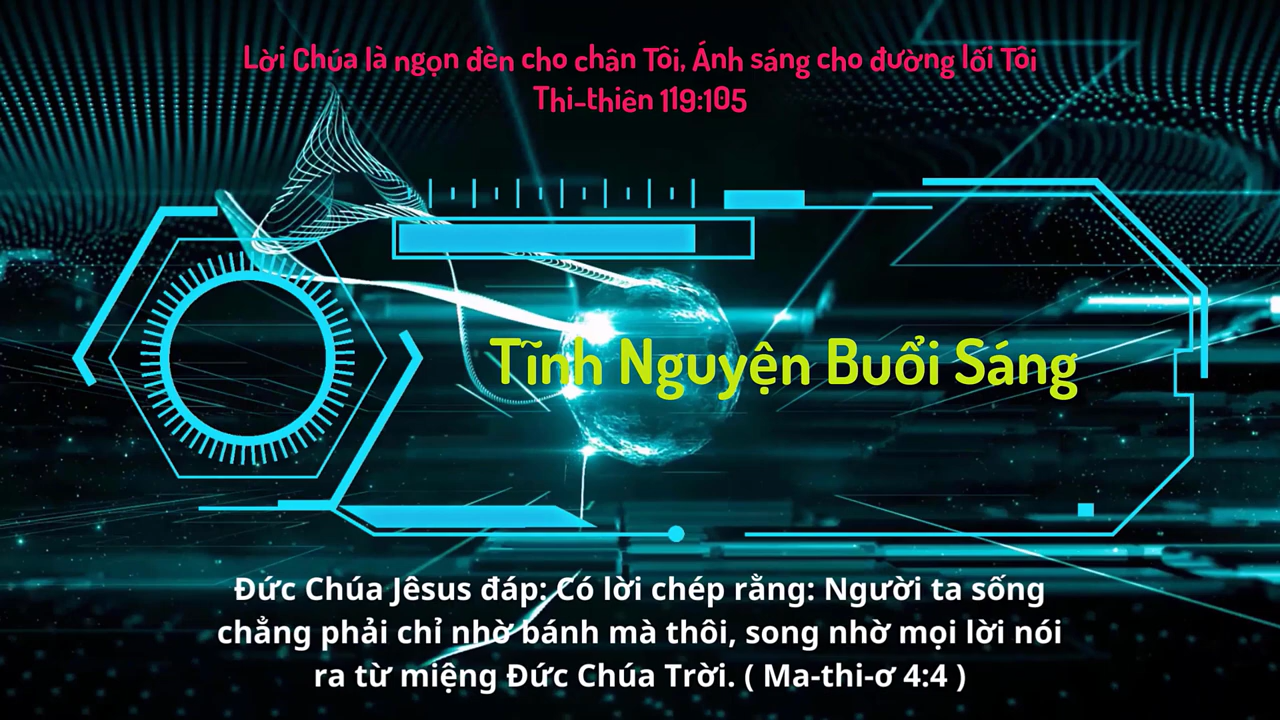 Lời Chúa là ngọn đèn cho chân Tôi, Ánh sáng cho đường lối Tôi
Thi-thiên 119:105
Tĩnh Nguyện Buổi Sáng
Đức Chúa Jêsus đáp: Có lời chép rằng: Người ta sống
chẳng phải chỉ nhờ bánh mà thôi, song nhờ mọi lời nói
ra từ miệng Đức Chúa Trời. ( Ma-thi-ơ 4:4 )